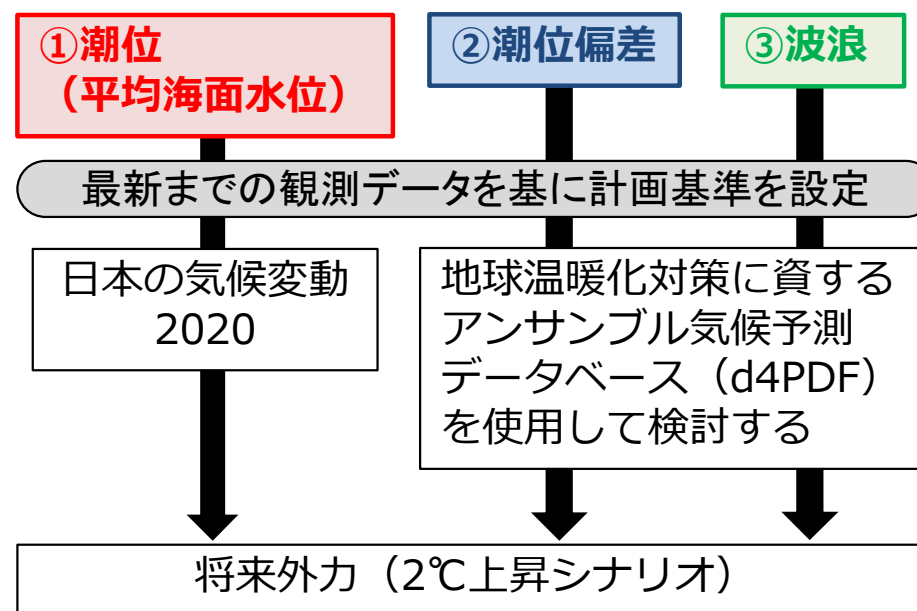 ①潮位
（平均海面水位）
②潮位偏差
③波浪
最新までの観測データを基に計画基準を設定
日本の気候変動
2020
地球温暖化対策に資する
アンサンブル気候予測
データベース（d4PDF）
を使用して検討する
将来外力（2℃上昇シナリオ）